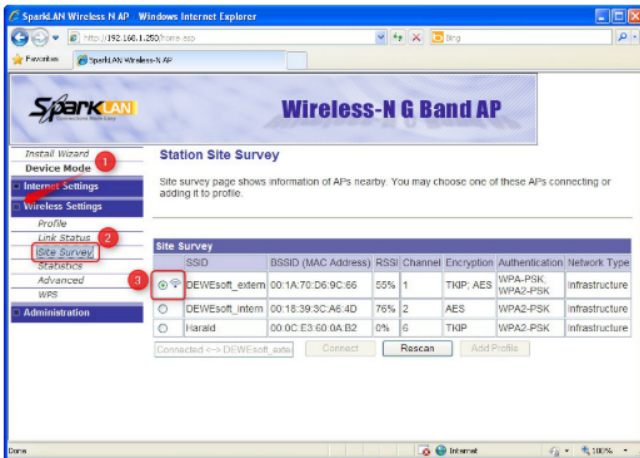 SparkLAN Wireless N AP - Windows Internet Explorer
http://192.168.1.250/home.asp
Bing
Favorites
SparkLAN Wireless-N AP
SPARKLAN
Wireless-N G Band AP
Install Wizard
Device Mode
1
Internet Settings
Wireless Settings
Profile
Link Status
2
Site Survey
Statistics
Advanced
WPS
Administration
Station Site Survey
Site survey page shows information of APs nearby. You may choose one of these APs connecting or
adding it to profile.
Site Survey
SSID BSSID (MAC Address) RSSI Channel Encryption Authentication Network Type
3
DEWEsoft_extern 00:1A:70:D6:9C:66 55% 1 TKIP; AES WPA-PSK; WPA2-PSK Infrastructure
DEWEsoft_intern 00:18:39:3C:A6:4D 76% 2 AES WPA2-PSK Infrastructure
Harald 00:0C:E3:60:0A:B2 0% 6 TKIP WPA2-PSK Infrastructure
Connected <--> DEWEsoft_exte Connect Rescan Add Profile
Done
Internet
100%